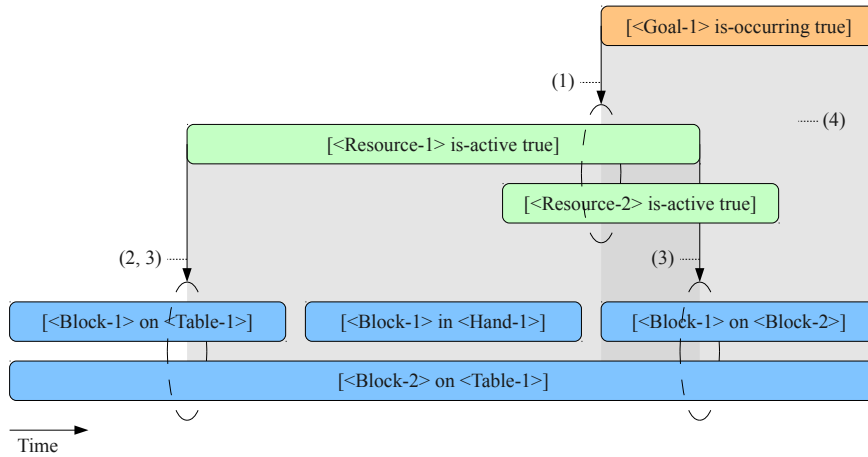 [<Goal-1> is-occurring true]
(1)
(4)
[<Resource-1> is-active true]
[<Resource-2> is-active true]
(2, 3)
(3)
[<Block-1> on <Table-1>]
[<Block-1> in <Hand-1>]
[<Block-1> on <Block-2>]
[<Block-2> on <Table-1>]
Time